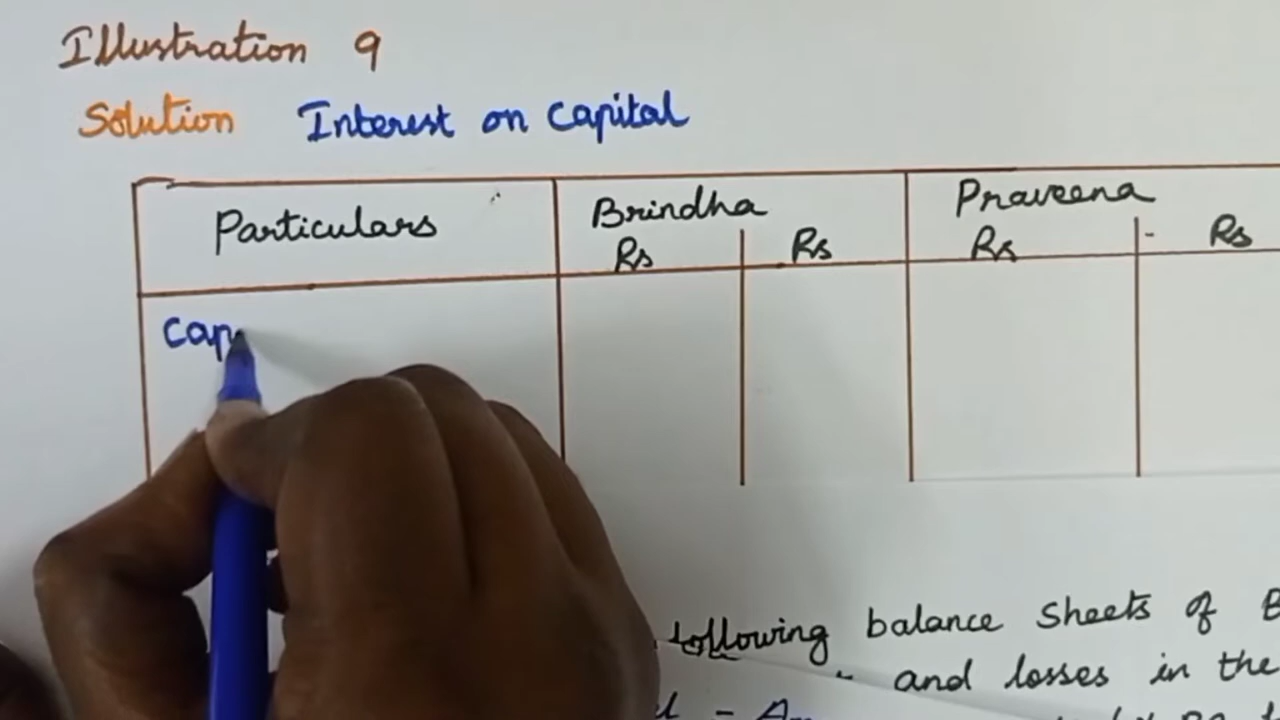 Illustration 9
Solution Interest on Capital
Particulars Brindha Praveena
Rs Rs Rs Rs
Cap
following balance sheets of B
and losses in the